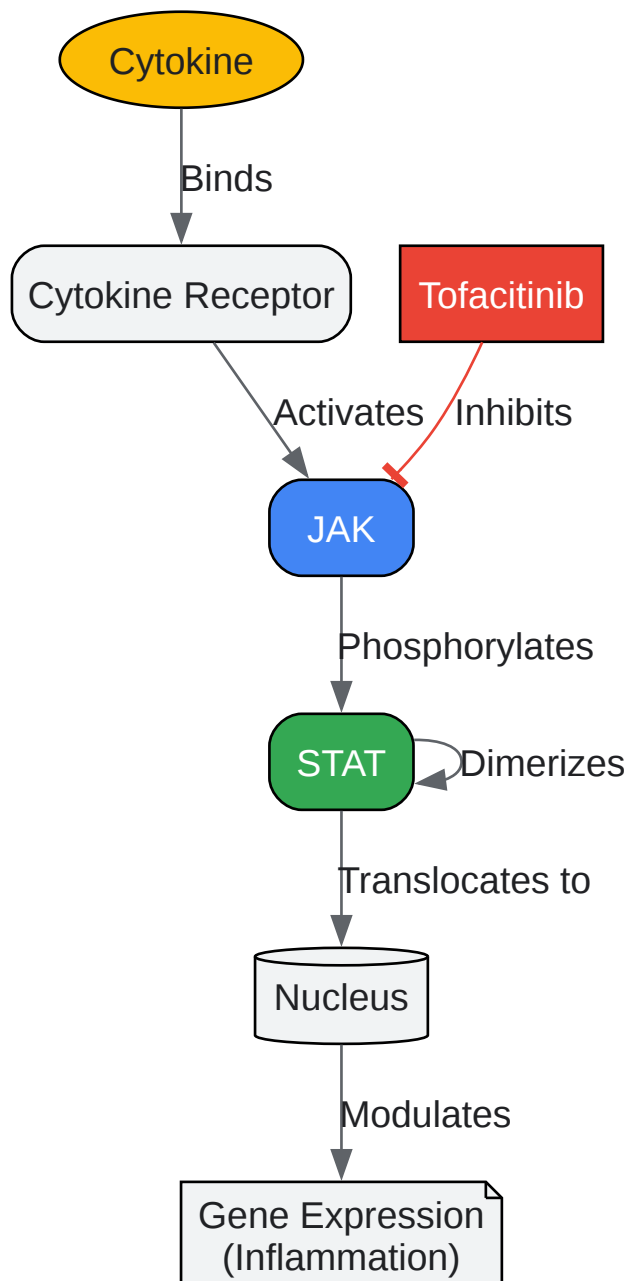 Cytokine
Binds
Cytokine Receptor
Tofacitinib
Activates
Inhibits
JAK
Phosphorylates
STAT
Dimerizes
Translocates to
Nucleus
Modulates
Gene Expression
(Inflammation)